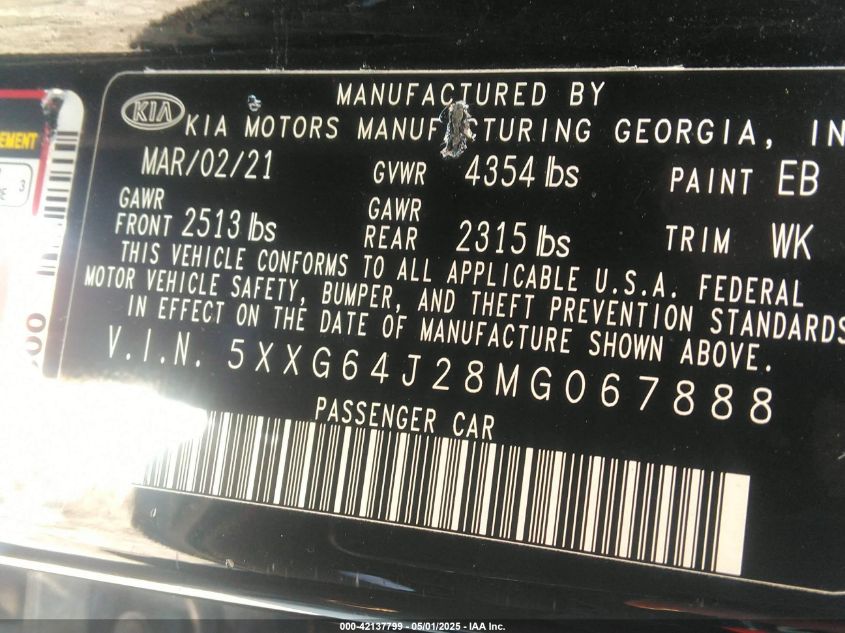 MANUFACTURED BY
KIA
KIA MOTORS MANUFACTURING GEORGIA, IN
MAR/02/21 GVWR 4354 lbs PAINT EB
GAWR FRONT 2513 lbs GAWR REAR 2315 lbs TRIM WK
THIS VEHICLE CONFORMS TO ALL APPLICABLE U.S.A. FEDERAL
MOTOR VEHICLE SAFETY, BUMPER, AND THEFT PREVENTION STANDARDS
IN EFFECT ON THE DATE OF MANUFACTURE SHOWN ABOVE.
V.I.N. 5XXG64J28MG067888
PASSENGER CAR
EMENT
3
000-42137799 - 05/01/2025 - IAA Inc.